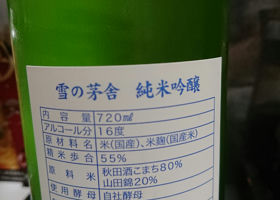 雪の茅舎 純米吟醸
内容量 720㎖
アルコール分 16度
原材料名 米(国産)、米麹(国産米)
精米歩合 55%
原料米 秋田酒こまち80%
山田錦20%
使用酵母 自社酵母